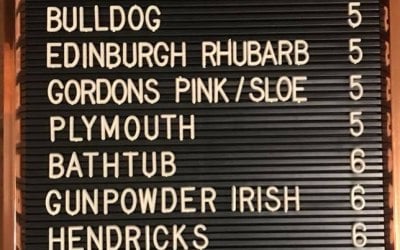 BULLDOG 5
EDINBURGH RHUBARB 5
GORDONS PINK/SLOE 5
PLYMOUTH 5
BATHTUB 6
GUNPOWDER IRISH 6
HENDRICKS 6